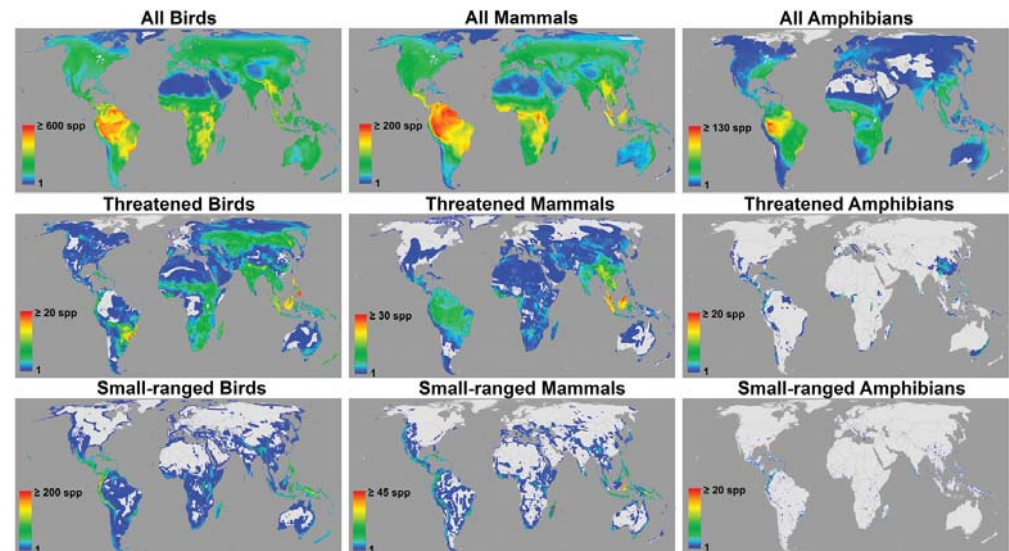 All Birds
≥ 600 spp
1
All Mammals
≥ 200 spp
1
All Amphibians
≥ 130 spp
1
Threatened Birds
≥ 20 spp
1
Threatened Mammals
≥ 30 spp
1
Threatened Amphibians
≥ 20 spp
1
Small-ranged Birds
≥ 200 spp
1
Small-ranged Mammals
≥ 45 spp
1
Small-ranged Amphibians
≥ 20 spp
1